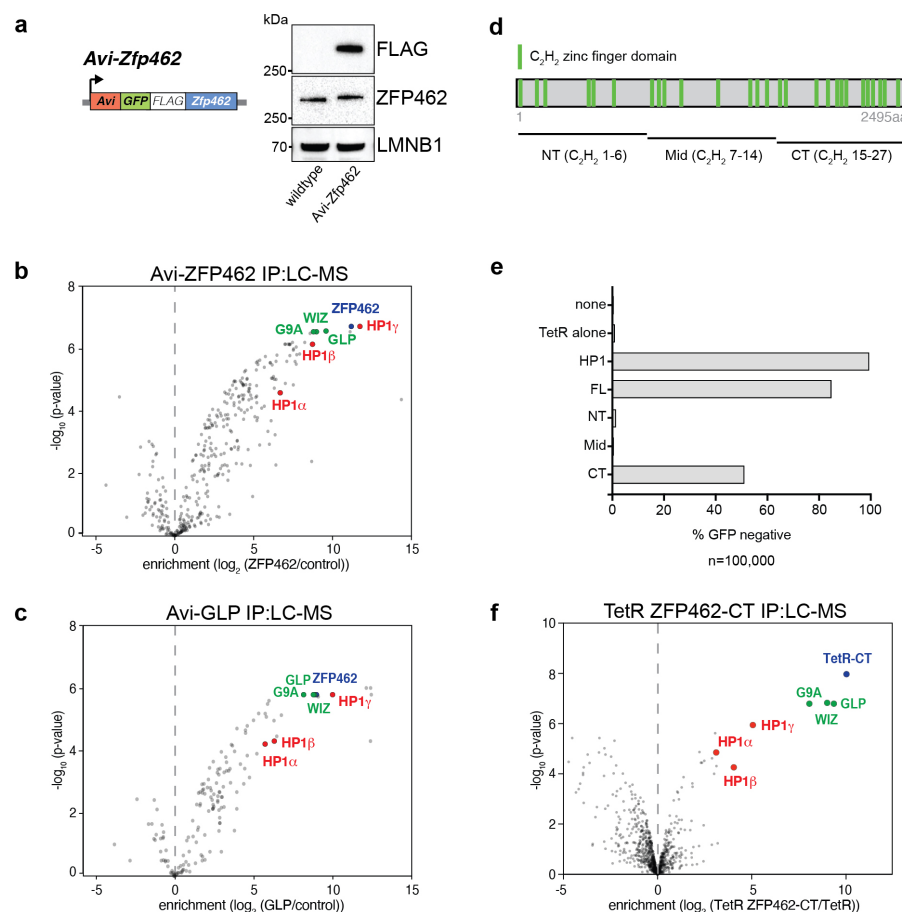 a
Avi-Zfp462
Avi GFP FLAG Zfp462
kDa
FLAG
250
ZFP462
250
70 LMNB1
wildtype
Avi-Zfp462
b
Avi-ZFP462 IP:LC-MS
8
6
4
2
0
-log₁₀ (p-value)
ZFP462
WIZ
HP1γ
G9A
GLP
HP1β
HP1α
-5 0 5 10 15
enrichment (log₂ (ZFP462/control))
c
Avi-GLP IP:LC-MS
8
6
4
2
0
-log₁₀ (p-value)
GLP ZFP462
G9A
WIZ HP1γ
HP1β
HP1α
-5 0 5 10 15
enrichment (log₂ (GLP/control))
d
C₂H₂ zinc finger domain
1 2495aa
NT (C₂H₂ 1-6) Mid (C₂H₂ 7-14) CT (C₂H₂ 15-27)
e
none
TetR alone
HP1
FL
NT
Mid
CT
0 20 40 60 80 100
% GFP negative
n=100,000
f
TetR ZFP462-CT IP:LC-MS
10
8
6
4
2
0
-log₁₀ (p-value)
TetR-CT
G9A
GLP
WIZ
HP1γ
HP1α
HP1β
-5 0 5 10
enrichment (log₂ (TetR ZFP462-CT/TetR))